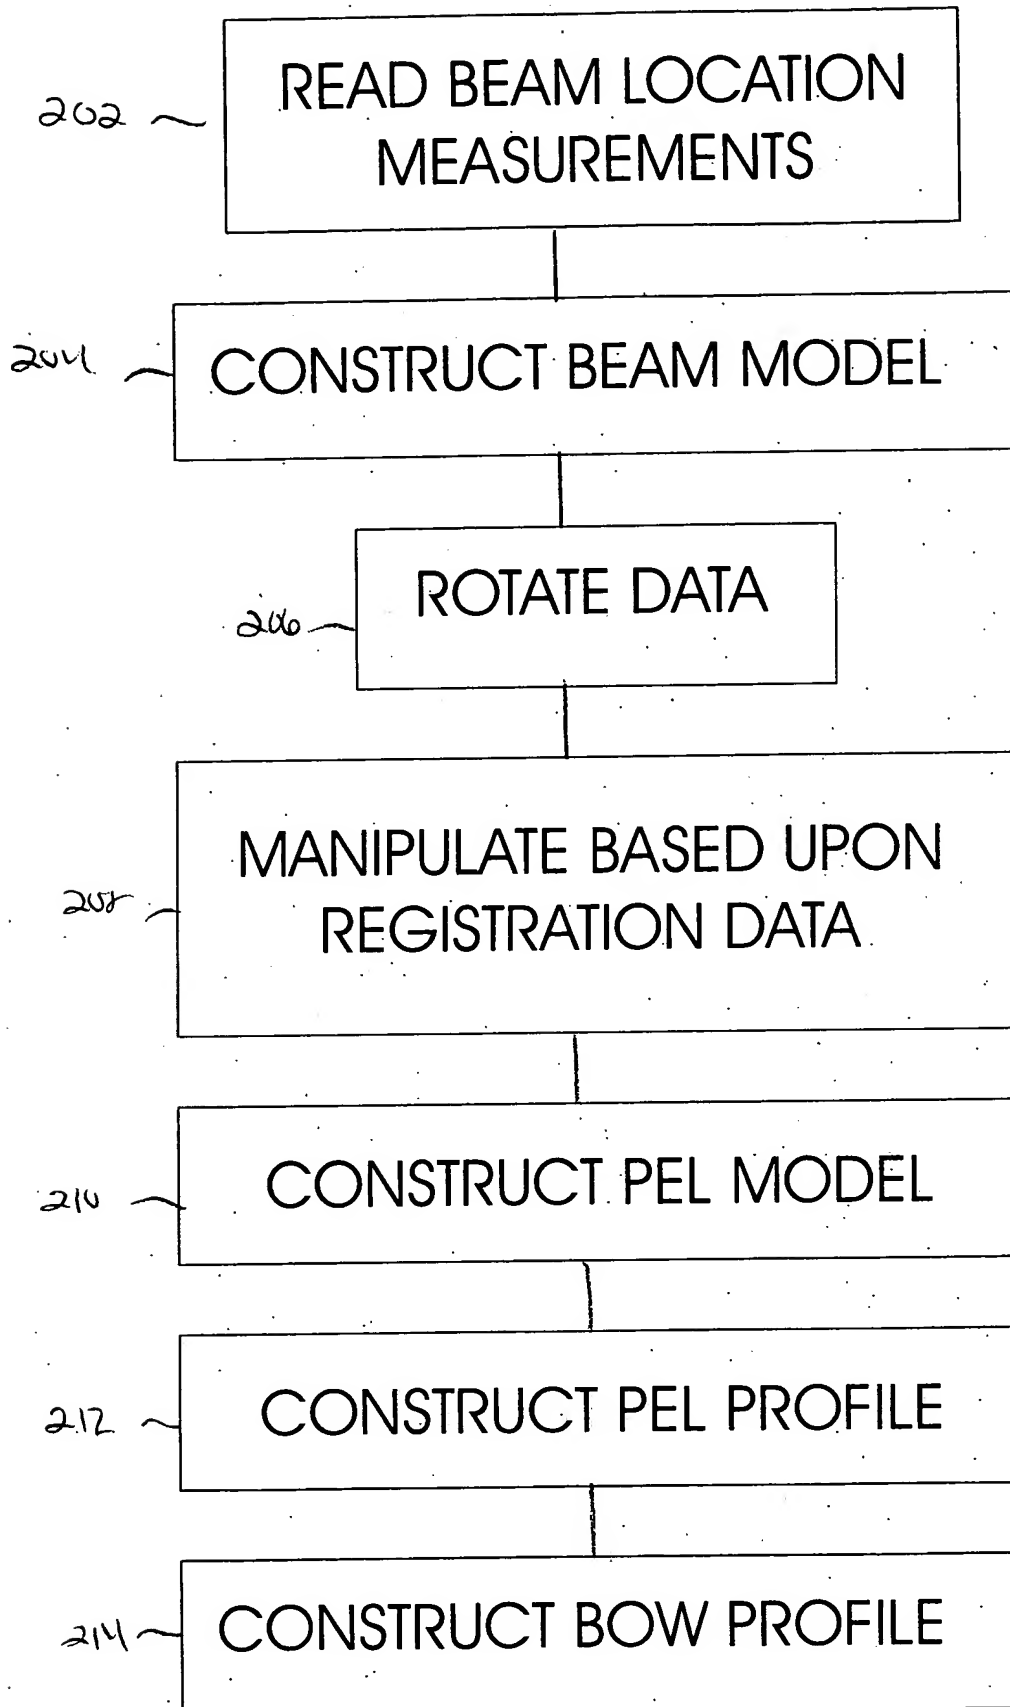 READ BEAM LOCATION
MEASUREMENTS
202
CONSTRUCT BEAM MODEL
204
ROTATE DATA
206
MANIPULATE BASED UPON
REGISTRATION DATA
208
CONSTRUCT PEL MODEL
210
CONSTRUCT PEL PROFILE
212
CONSTRUCT BOW PROFILE
214